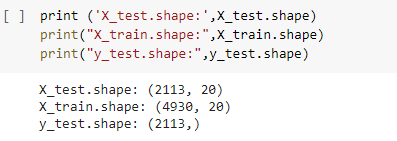 [ ] print ('X_test.shape:',X_test.shape)
print("X_train.shape:",X_train.shape)
print("y_test.shape:",y_test.shape)
X_test.shape: (2113, 20)
X_train.shape: (4930, 20)
y_test.shape: (2113,)